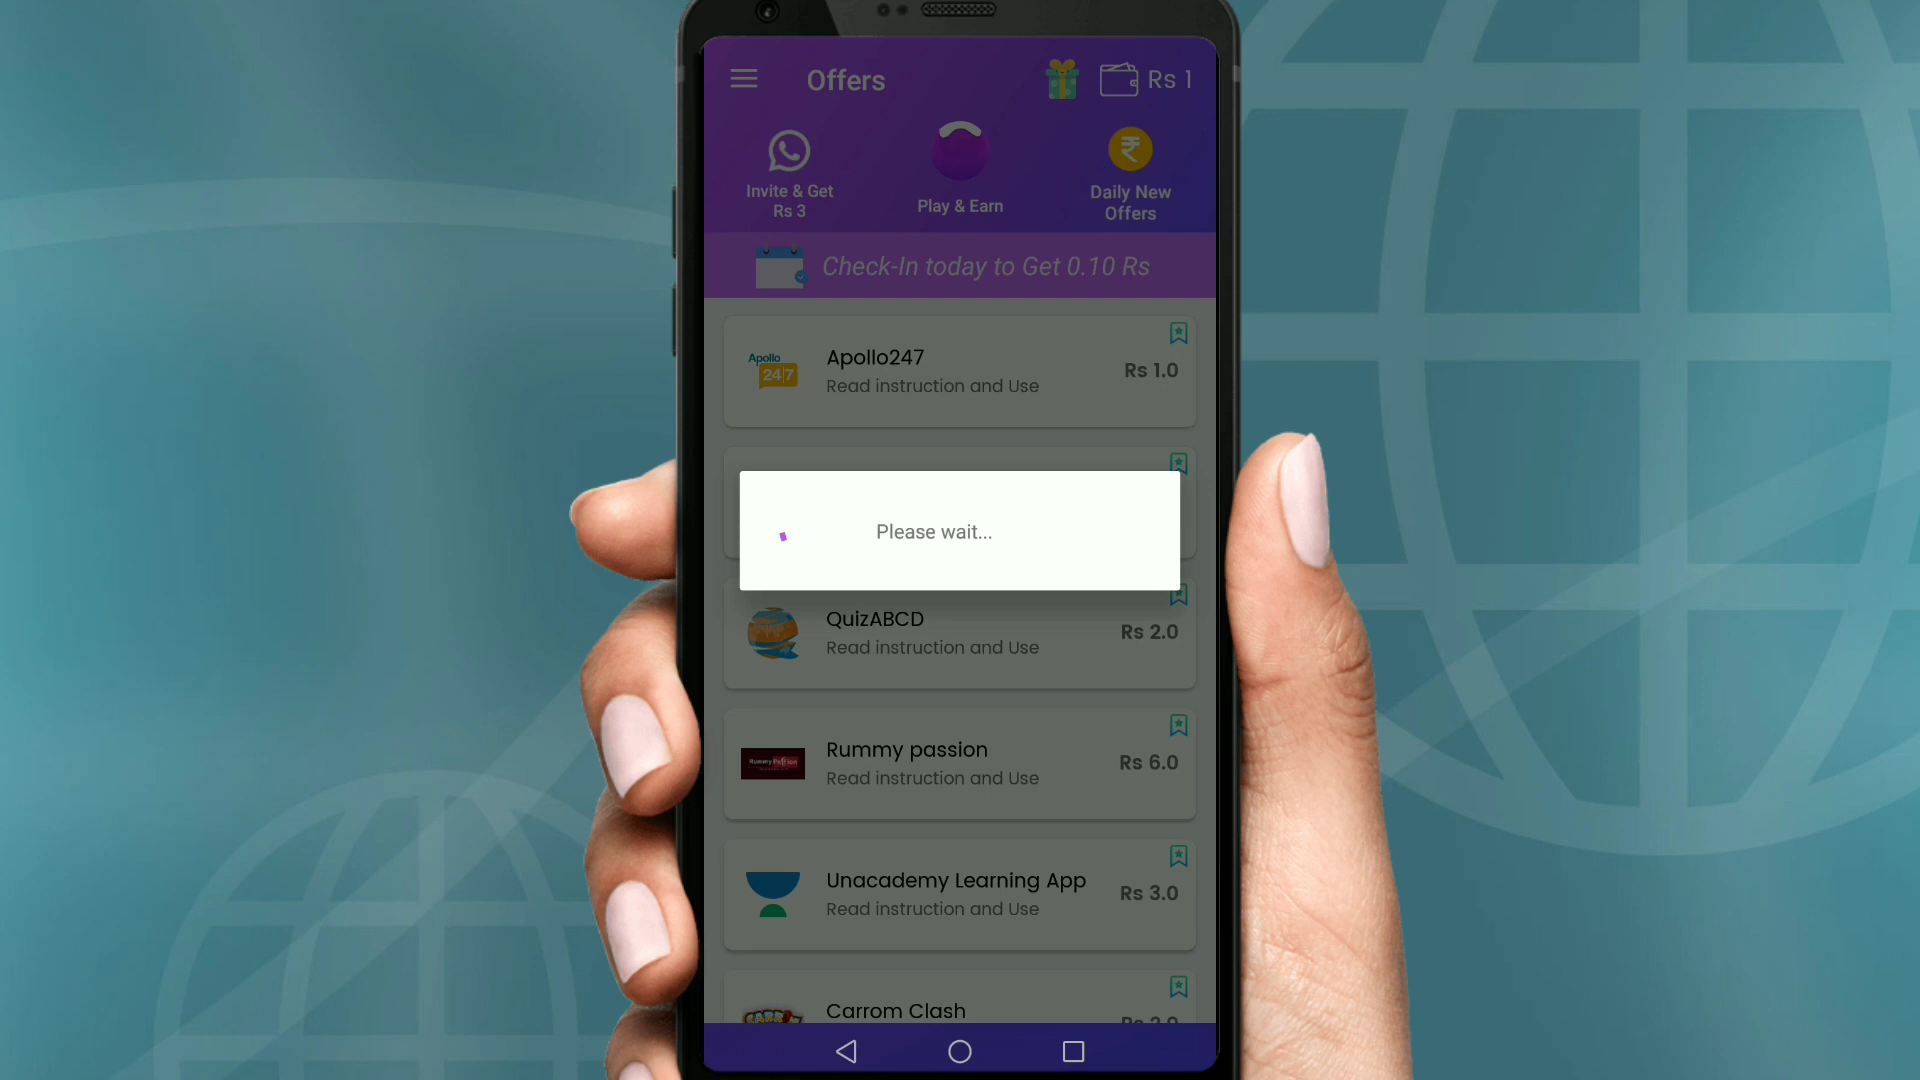 Offers
Rs 1
Invite & Get
Rs 3
Play & Earn
Daily New
Offers
Check-In today to Get 0.10 Rs
Apollo
24|7
Apollo247
Read instruction and Use
Rs 1.0
Please wait...
QuizABCD
Read instruction and Use
Rs 2.0
Rummy Passion
Rummy passion
Read instruction and Use
Rs 6.0
Unacademy Learning App
Read instruction and Use
Rs 3.0
Carrom Clash